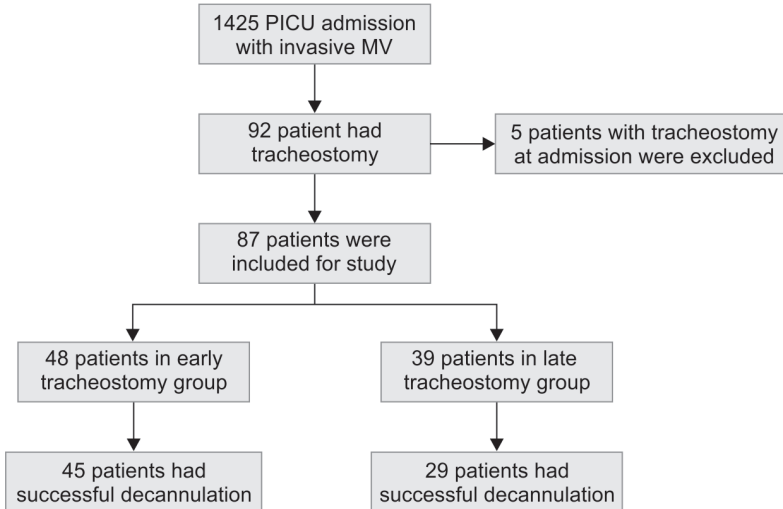 1425 PICU admission
with invasive MV
92 patient had
tracheostomy
5 patients with tracheostomy
at admission were excluded
87 patients were
included for study
48 patients in early
tracheostomy group
39 patients in late
tracheostomy group
45 patients had
successful decannulation
29 patients had
successful decannulation